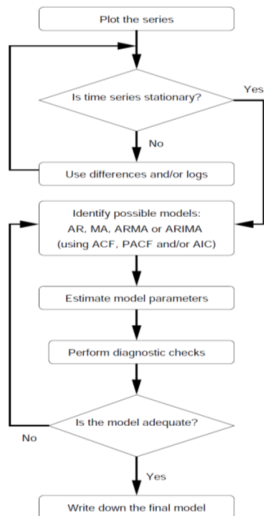 Plot the series
Is time series stationary?
Yes
No
Use differences and/or logs
Identify possible models:
AR, MA, ARMA or ARIMA
(using ACF, PACF and/or AIC)
Estimate model parameters
Perform diagnostic checks
Is the model adequate?
No
Yes
Write down the final model